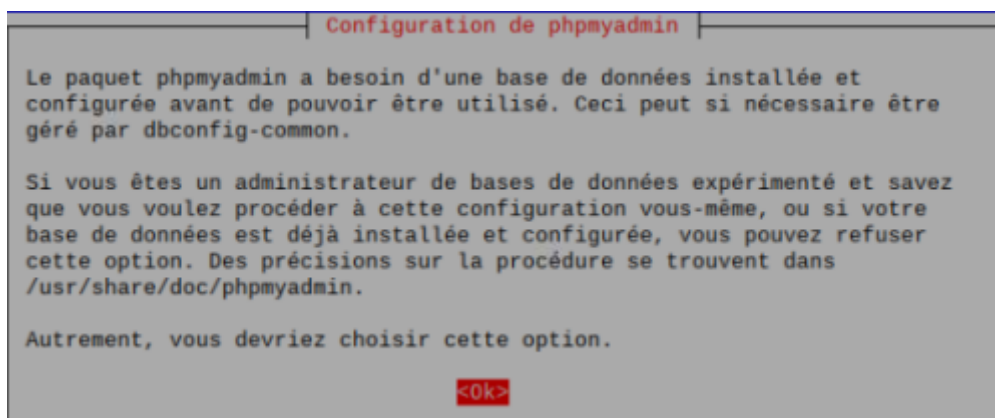 Configuration de phpmyadmin
Le paquet phpmyadmin a besoin d'une base de données installée et
configurée avant de pouvoir être utilisé. Ceci peut si nécessaire être
géré par dbconfig-common.
Si vous êtes un administrateur de bases de données expérimenté et savez
que vous voulez procéder à cette configuration vous-même, ou si votre
base de données est déjà installée et configurée, vous pouvez refuser
cette option. Des précisions sur la procédure se trouvent dans
/usr/share/doc/phpmyadmin.
Autrement, vous devriez choisir cette option.
<Ok>